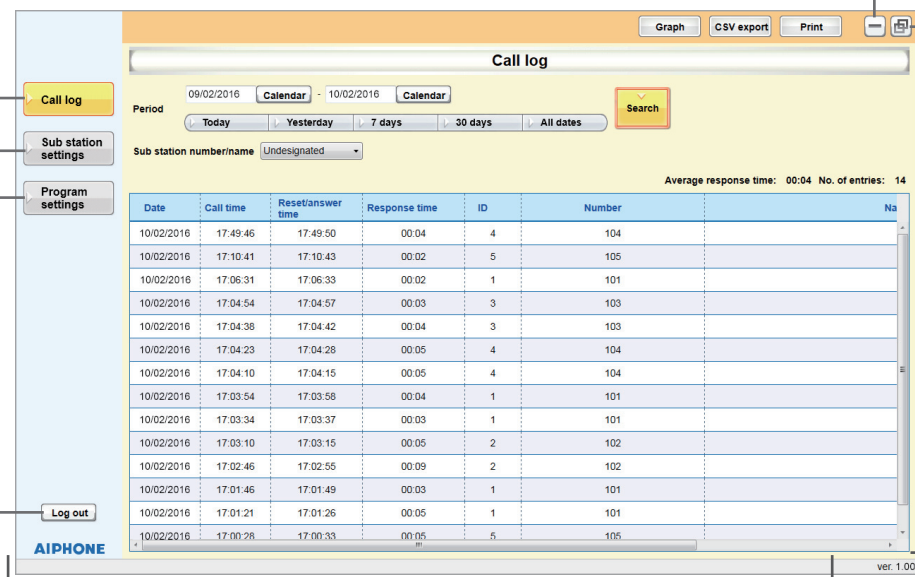 Graph CSV export Print
Call log
Call log
Sub station settings
Program settings
Log out
AIPHONE
Period 09/02/2016 Calendar - 10/02/2016 Calendar Search
Today Yesterday 7 days 30 days All dates
Sub station number/name Undesignated
Average response time: 00:04 No. of entries: 14
Date Call time Reset/answer time Response time ID Number Na
10/02/2016 17:49:46 17:49:50 00:04 4 104
10/02/2016 17:10:41 17:10:43 00:02 5 105
10/02/2016 17:06:31 17:06:33 00:02 1 101
10/02/2016 17:04:54 17:04:57 00:03 3 103
10/02/2016 17:04:38 17:04:42 00:04 3 103
10/02/2016 17:04:23 17:04:28 00:05 4 104
10/02/2016 17:04:10 17:04:15 00:05 4 104
10/02/2016 17:03:54 17:03:58 00:04 1 101
10/02/2016 17:03:34 17:03:37 00:03 1 101
10/02/2016 17:03:10 17:03:15 00:05 2 102
10/02/2016 17:02:46 17:02:55 00:09 2 102
10/02/2016 17:01:46 17:01:49 00:03 1 101
10/02/2016 17:01:21 17:01:26 00:05 1 101
10/02/2016 17:00:28 17:00:33 00:05 5 105
ver. 1.00